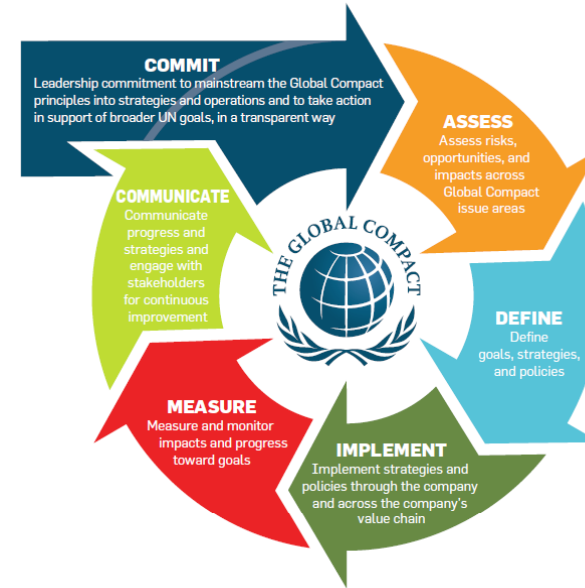 COMMIT
Leadership commitment to mainstream the Global Compact
principles into strategies and operations and to take action
in support of broader UN goals, in a transparent way
ASSESS
Assess risks,
opportunities, and
impacts across
Global Compact
issue areas
DEFINE
Define
goals, strategies,
and policies
IMPLEMENT
Implement strategies and
policies through the company
and across the company's
value chain
MEASURE
Measure and monitor
impacts and progress
toward goals
COMMUNICATE
Communicate
progress and
strategies and
engage with
stakeholders
for continuous
improvement
THE GLOBAL COMPACT